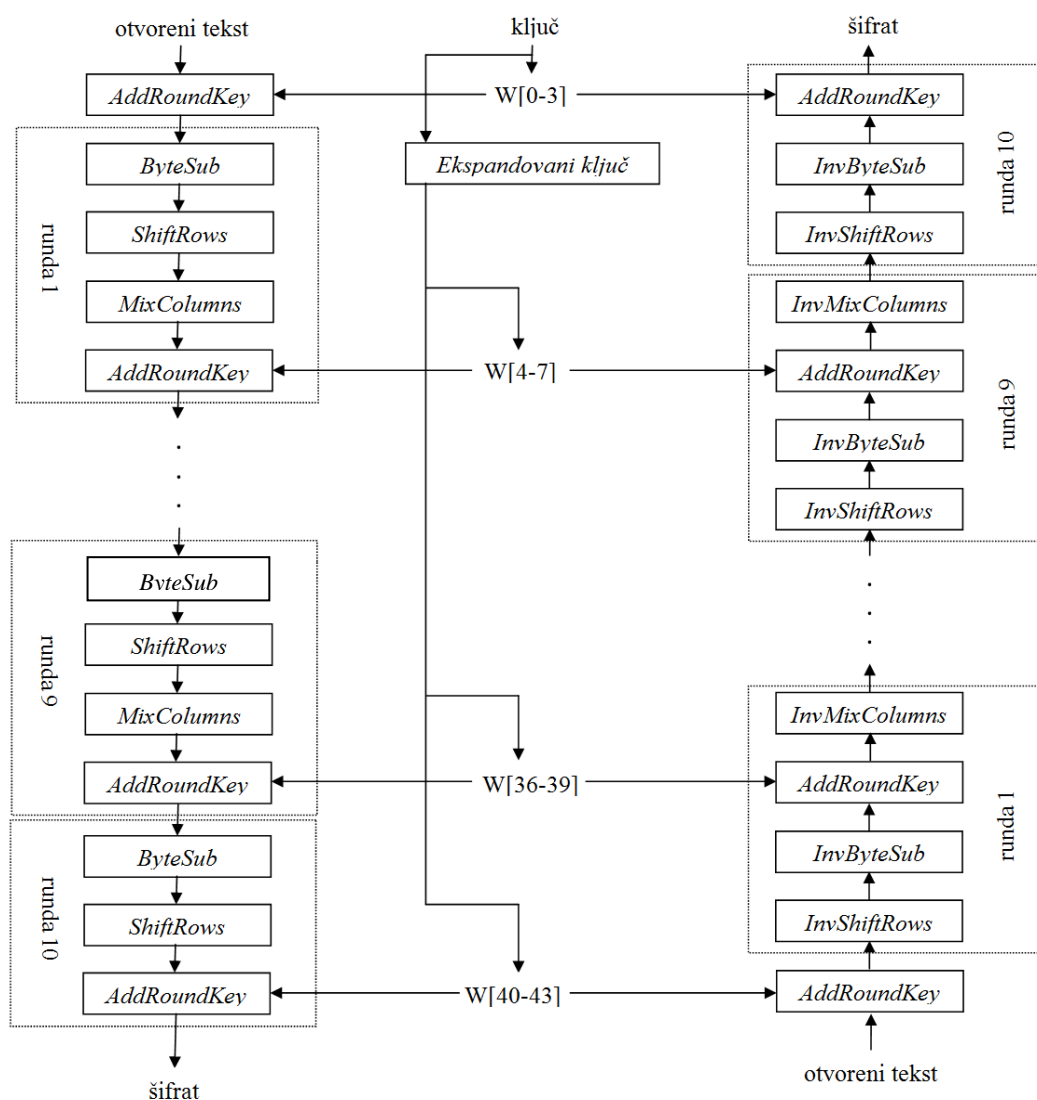 otvoreni tekst
ključ
šifrat
AddRoundKey
W[0-3]
AddRoundKey
runda 1
ByteSub
ShiftRows
MixColumns
AddRoundKey
Ekspandovani ključ
W[4-7]
runda 10
InvByteSub
InvShiftRows
runda 9
InvMixColumns
AddRoundKey
InvByteSub
InvShiftRows
runda 9
ByteSub
ShiftRows
MixColumns
AddRoundKey
W[36-39]
runda 1
InvMixColumns
AddRoundKey
InvByteSub
InvShiftRows
runda 10
ByteSub
ShiftRows
AddRoundKey
W[40-43]
AddRoundKey
šifrat
otvoreni tekst